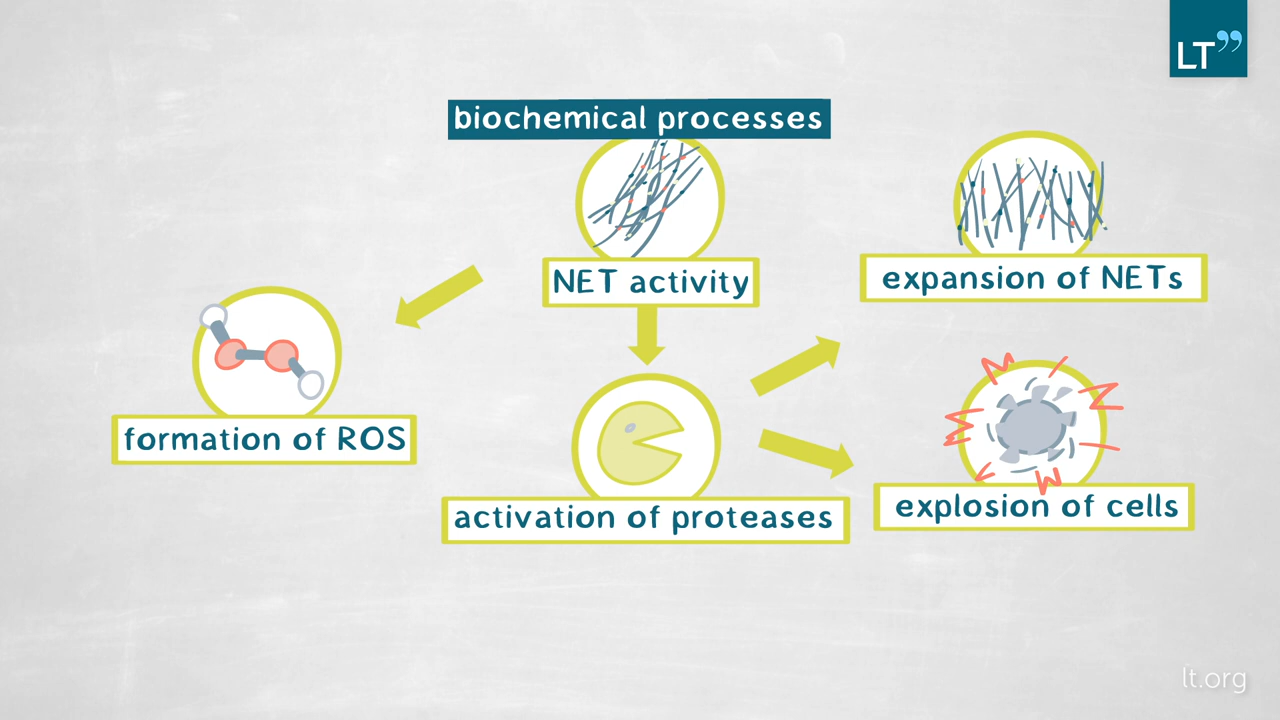 LT”
biochemical processes
NET activity
expansion of NETs
formation of ROS
activation of proteases
explosion of cells
lt.org